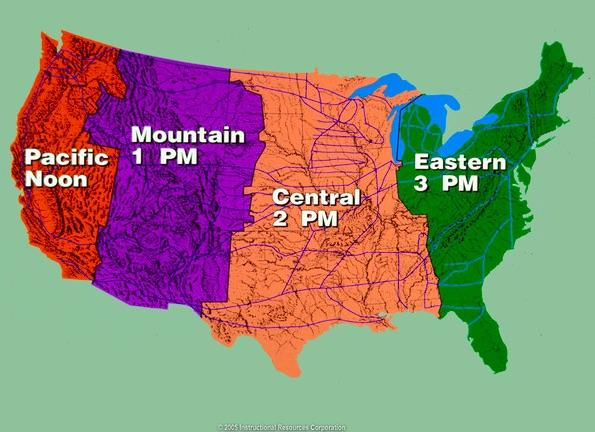 Pacific
Noon
Mountain
1 PM
Central
2 PM
Eastern
3 PM
© 2005 Instructional Resources Corporation